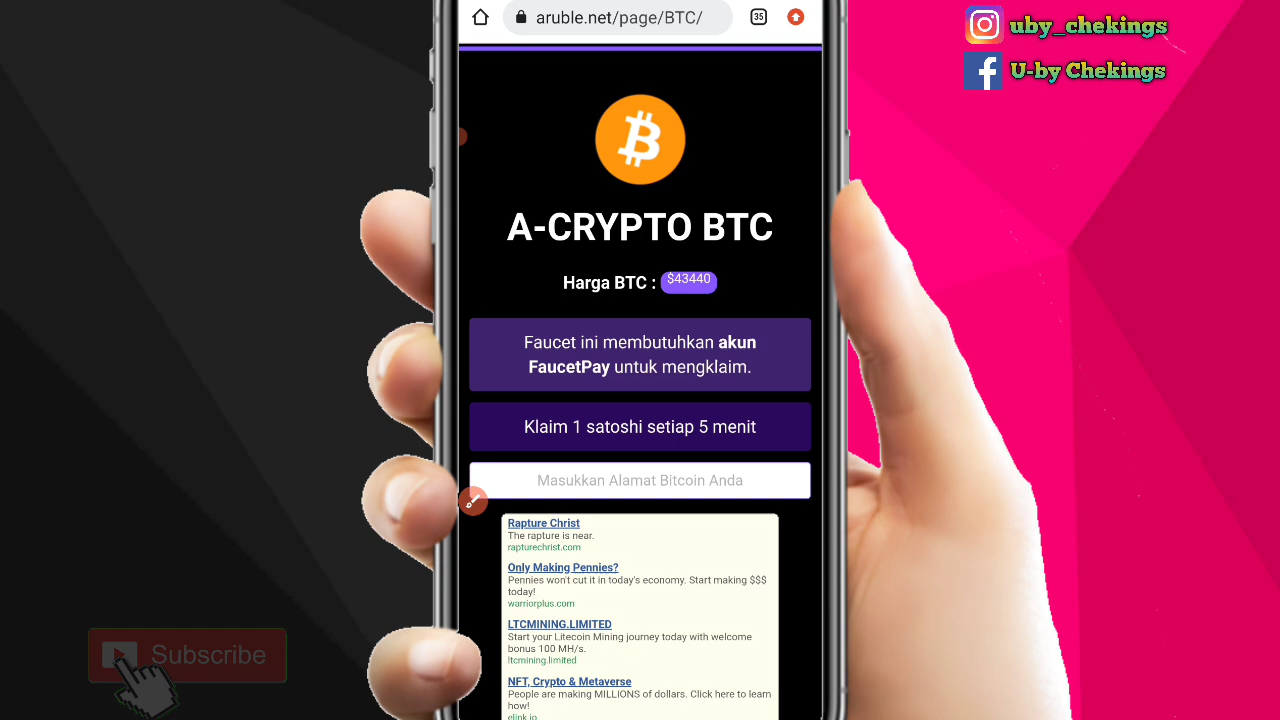 aruble.net/page/BTC/
35
uby_chekings
U-by Chekings
A-CRYPTO BTC
Harga BTC : $43440
Faucet ini membutuhkan akun
FaucetPay untuk mengklaim.
Klaim 1 satoshi setiap 5 menit
Masukkan Alamat Bitcoin Anda
Rapture Christ
The rapture is near.
rapturechrist.com
Only Making Pennies?
Pennies won't cut it in today's economy. Start making $$$
today!
warriorplus.com
LTCMINING.LIMITED
Start your Litecoin Mining journey today with welcome
bonus 100 MH/s.
ltcmining.limited
NFT, Crypto & Metaverse
People are making MILLIONS of dollars. Click here to learn
how!
elink.io
Subscribe